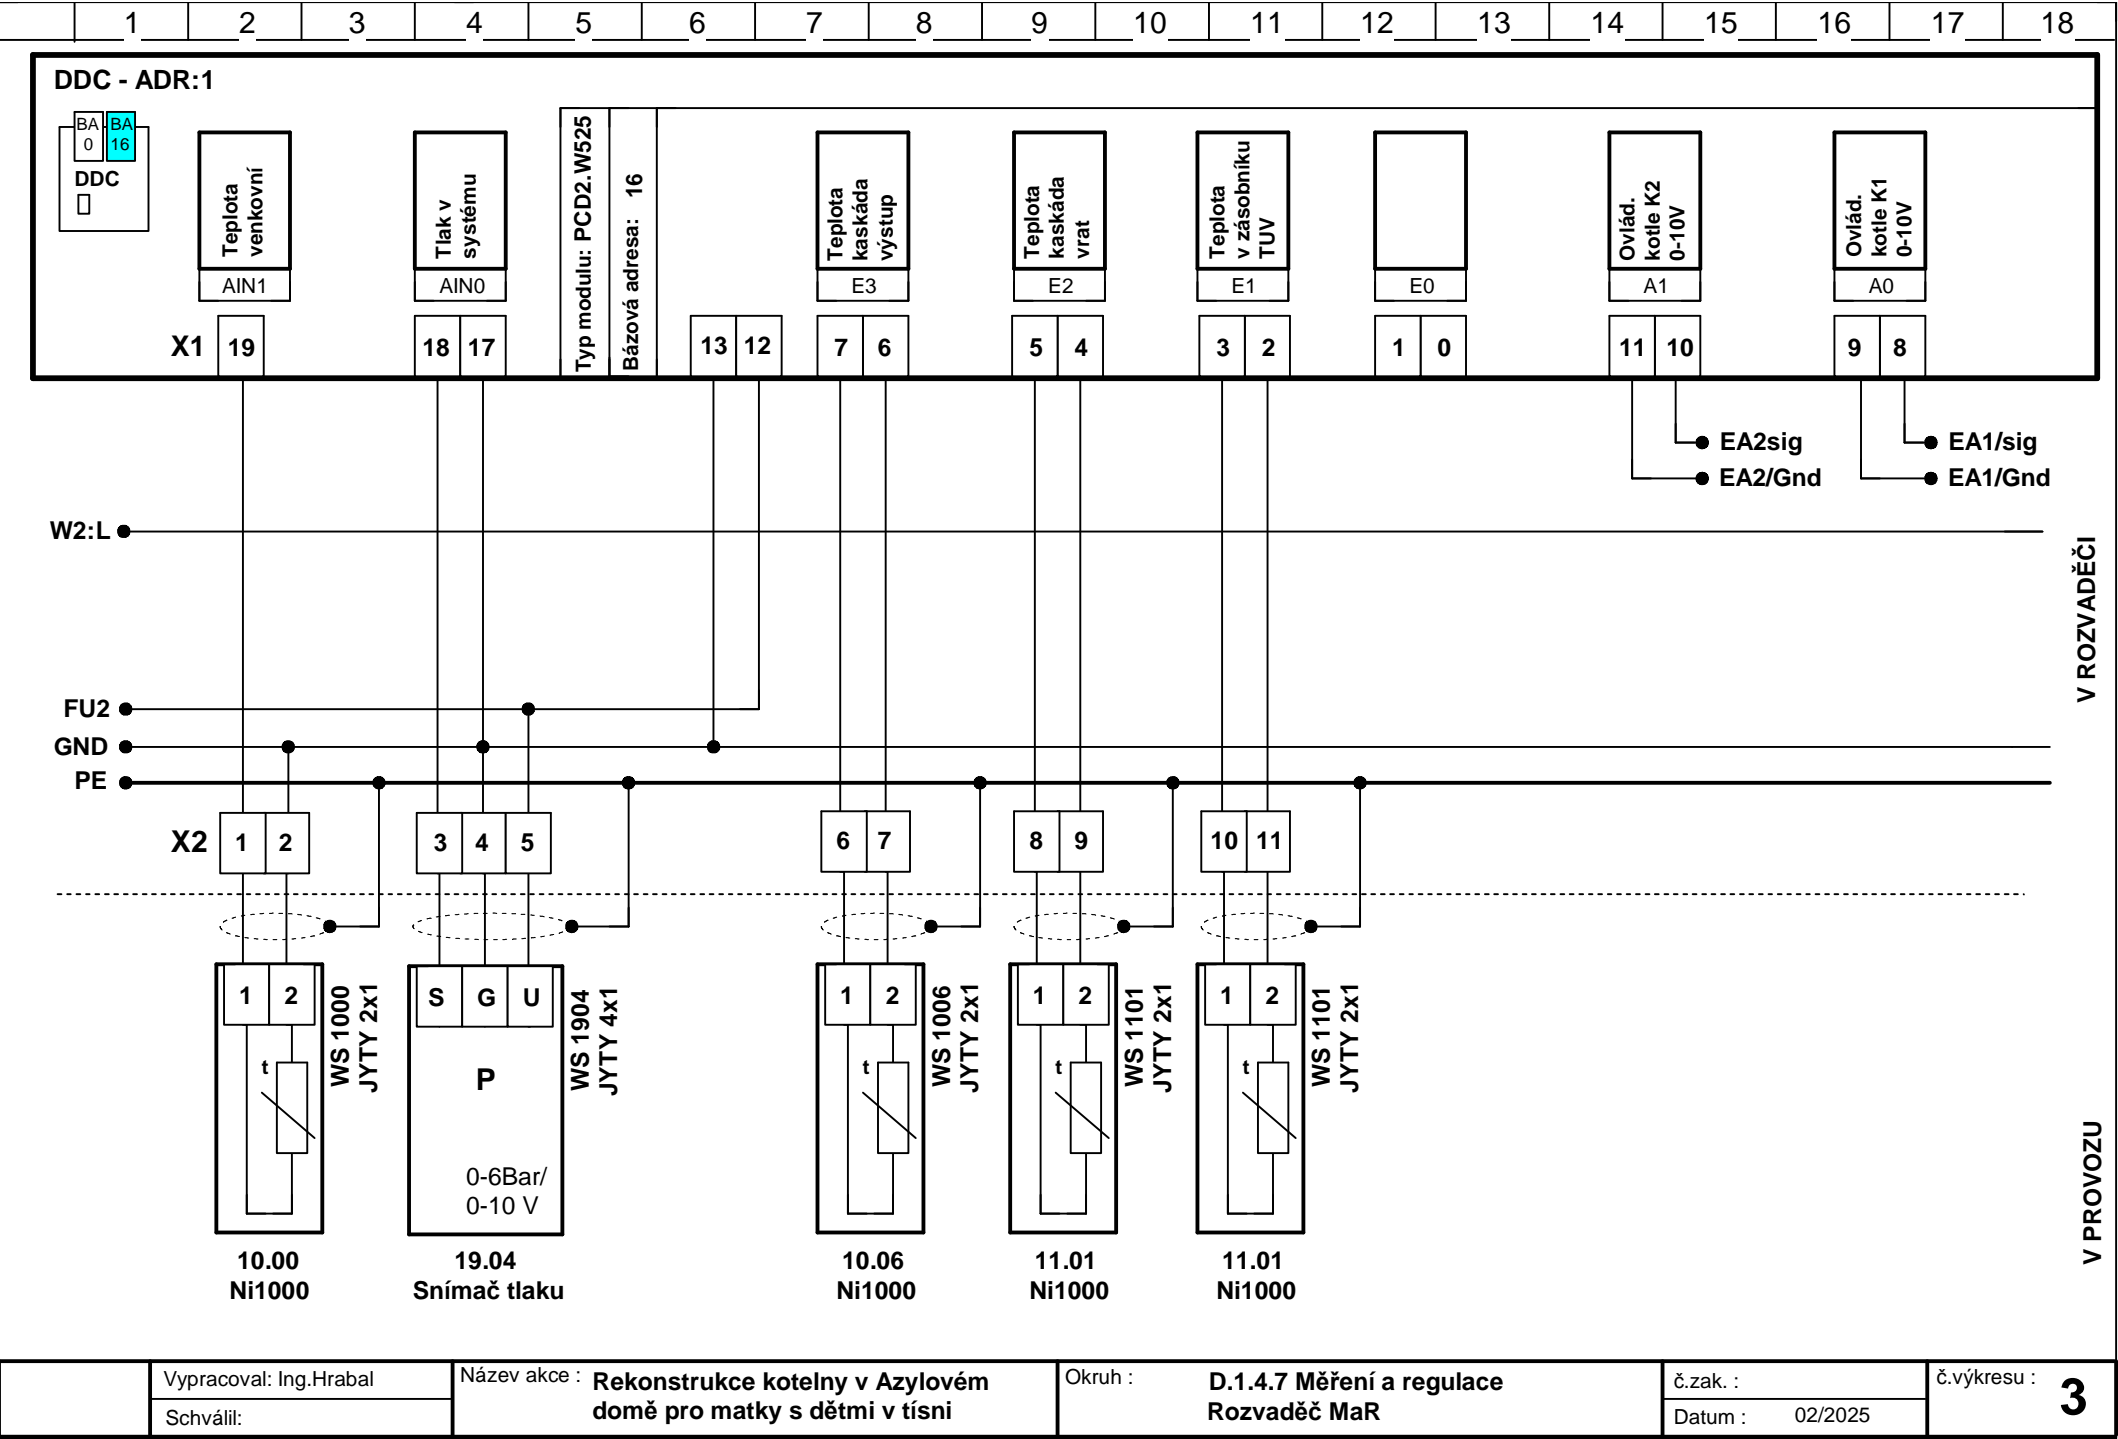 1 2 3 4 5 6 7 8 9 10 11 12 13 14 15 16 17 18
DDC - ADR:1
BA
0
BA
16
DDC
Teplota
venkovní
AIN1
Tlak v
systému
AIN0
Typ modulu: PCD2.W525
Bázová adresa: 16
Teplota
kaskáda
výstup
E3
Teplota
kaskáda
vrat
E2
Teplota
v zásobníku
TUV
E1
E0
Ovlád.
kotle K2
0-10V
A1
Ovlád.
kotle K1
0-10V
A0
X1 19 18 17 13 12 7 6 5 4 3 2 1 0 11 10 9 8
EA2sig
EA2/Gnd
EA1/sig
EA1/Gnd
W2:L
V ROZVADĚČI
FU2
GND
PE
X2 1 2 3 4 5 6 7 8 9 10 11
1 2
t
WS 1000
JYTY 2x1
S G U
P
0-6Bar/
0-10 V
WS 1904
JYTY 4x1
1 2
t
WS 1006
JYTY 2x1
1 2
t
WS 1101
JYTY 2x1
1 2
t
WS 1101
JYTY 2x1
V PROVOZU
10.00
Ni1000
19.04
Snímač tlaku
10.06
Ni1000
11.01
Ni1000
11.01
Ni1000
Vypracoval: Ing.Hrabal
Schválil:
Název akce : Rekonstrukce kotelny v Azylovém
domě pro matky s dětmi v tísni
Okruh : D.1.4.7 Měření a regulace
Rozvaděč MaR
č.zak. :
Datum : 02/2025
č.výkresu : 3